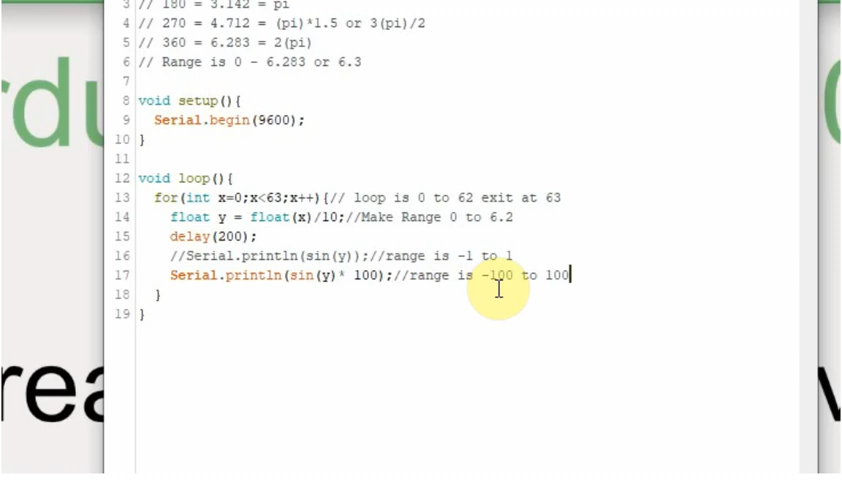 3 // 180 = 3.142 = pi
4 // 270 = 4.712 = (pi)*1.5 or 3(pi)/2
5 // 360 = 6.283 = 2(pi)
6 // Range is 0 - 6.283 or 6.3
7
8 void setup(){
9 Serial.begin(9600);
10 }
11
12 void loop(){
13 for(int x=0;x<63;x++){// loop is 0 to 62 exit at 63
14 float y = float(x)/10;//Make Range 0 to 6.2
15 delay(200);
16 //Serial.println(sin(y));//range is -1 to 1
17 Serial.println(sin(y)* 100);//range is -100 to 100
18 }
19 }
rdu
rea